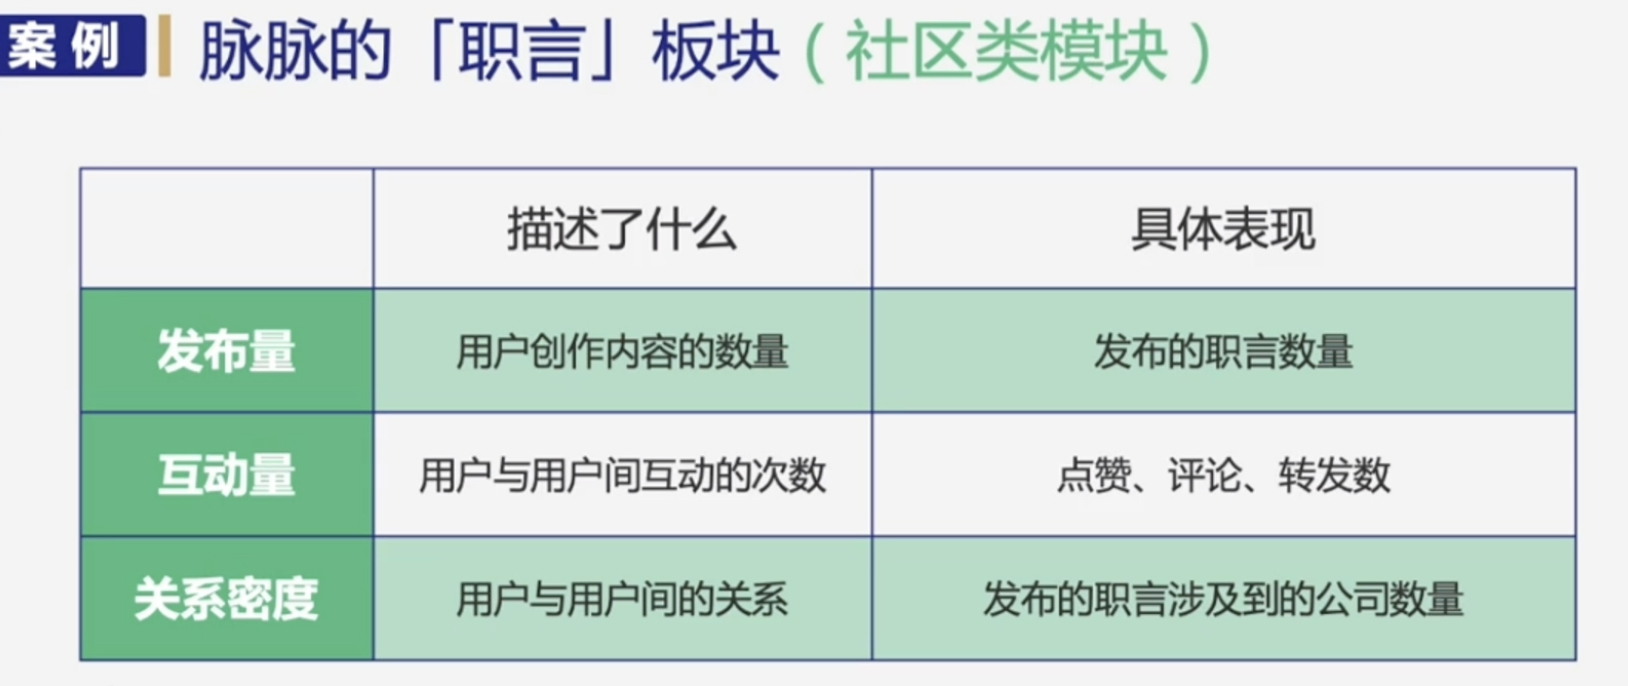 案例 脉脉的「职言」板块(社区类模块)
描述了什么 具体表现
发布量 用户创作内容的数量 发布的职言数量
互动量 用户与用户间互动的次数 点赞、评论、转发数
关系密度 用户与用户间的关系 发布的职言涉及到的公司数量